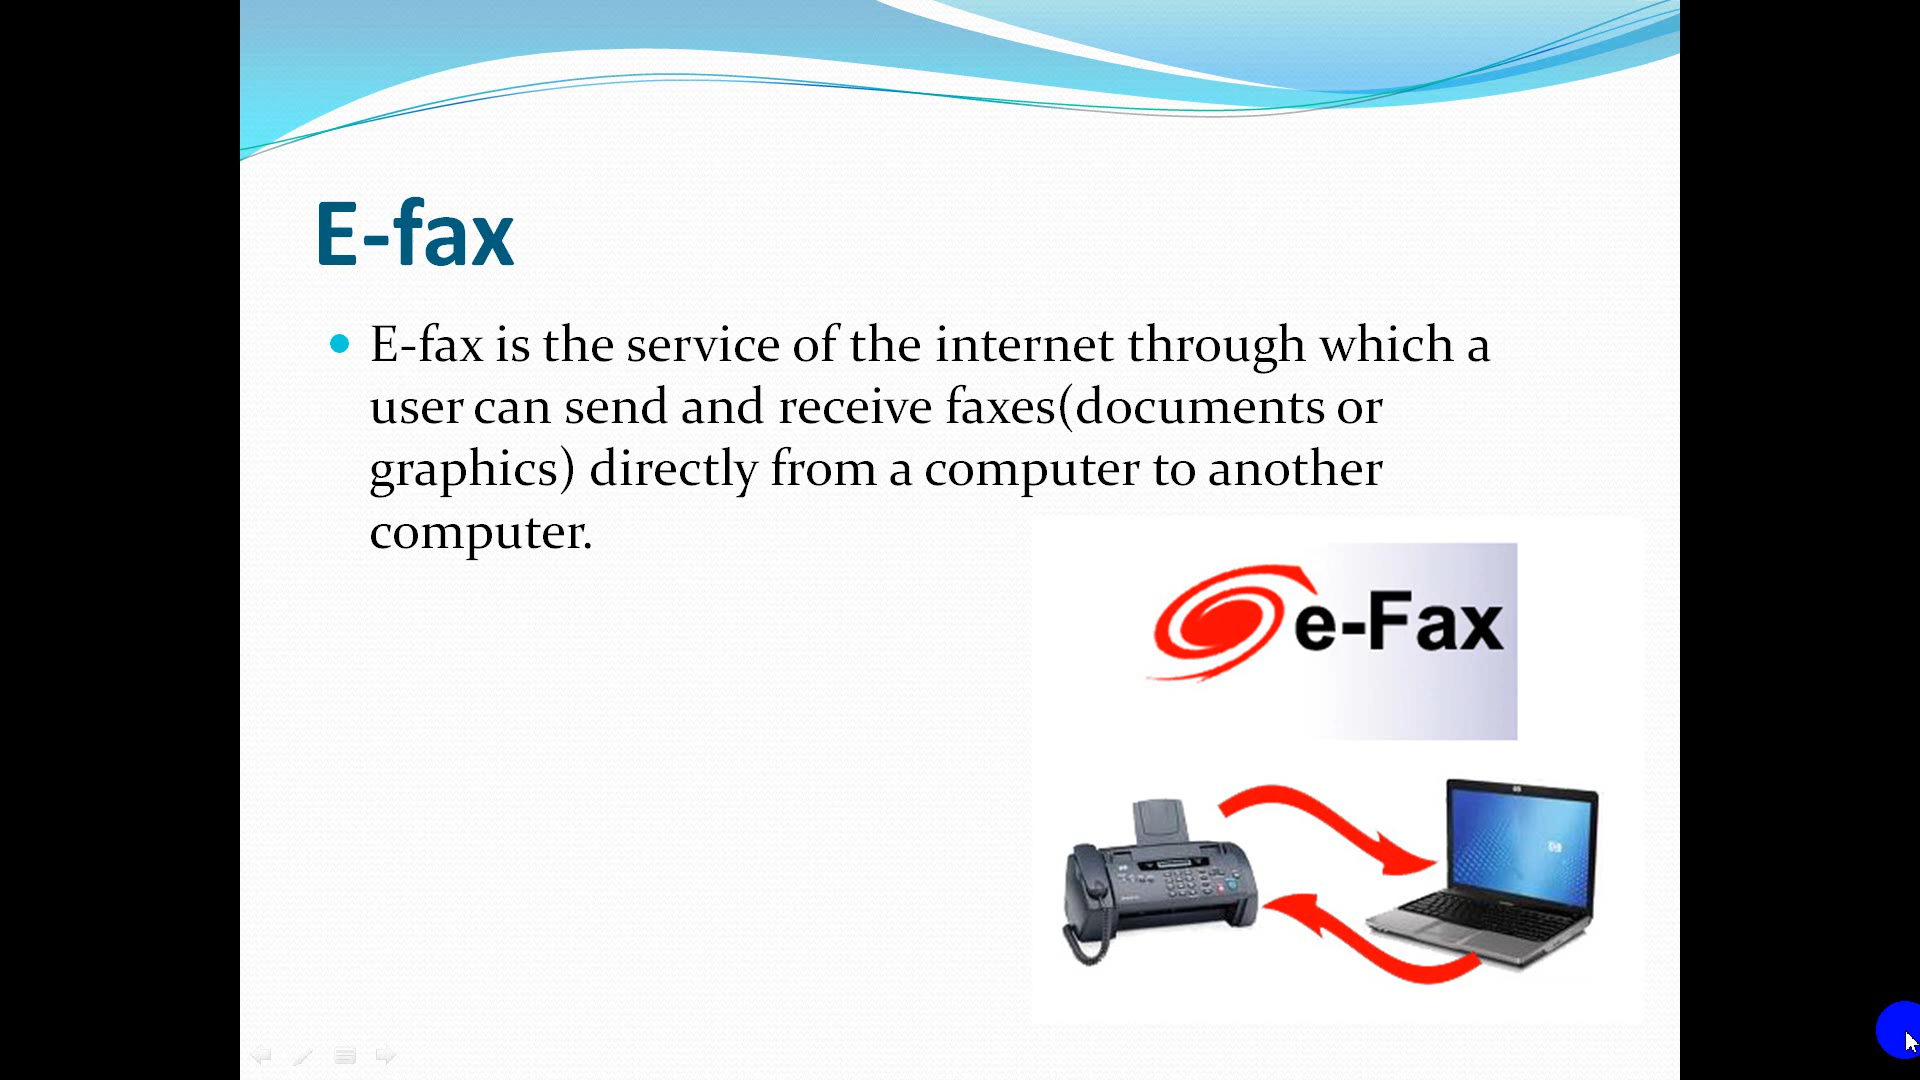 E-fax
E-fax is the service of the internet through which a
user can send and receive faxes(documents or
graphics) directly from a computer to another
computer.
e-Fax